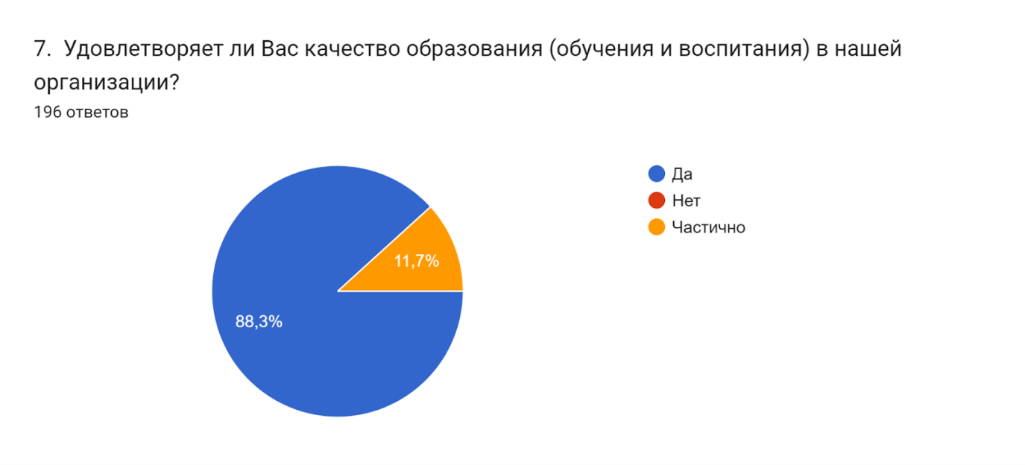 7. Удовлетворяет ли Вас качество образования (обучения и воспитания) в нашей
организации?
196 ответов
Да
Нет
Частично
11,7%
88,3%